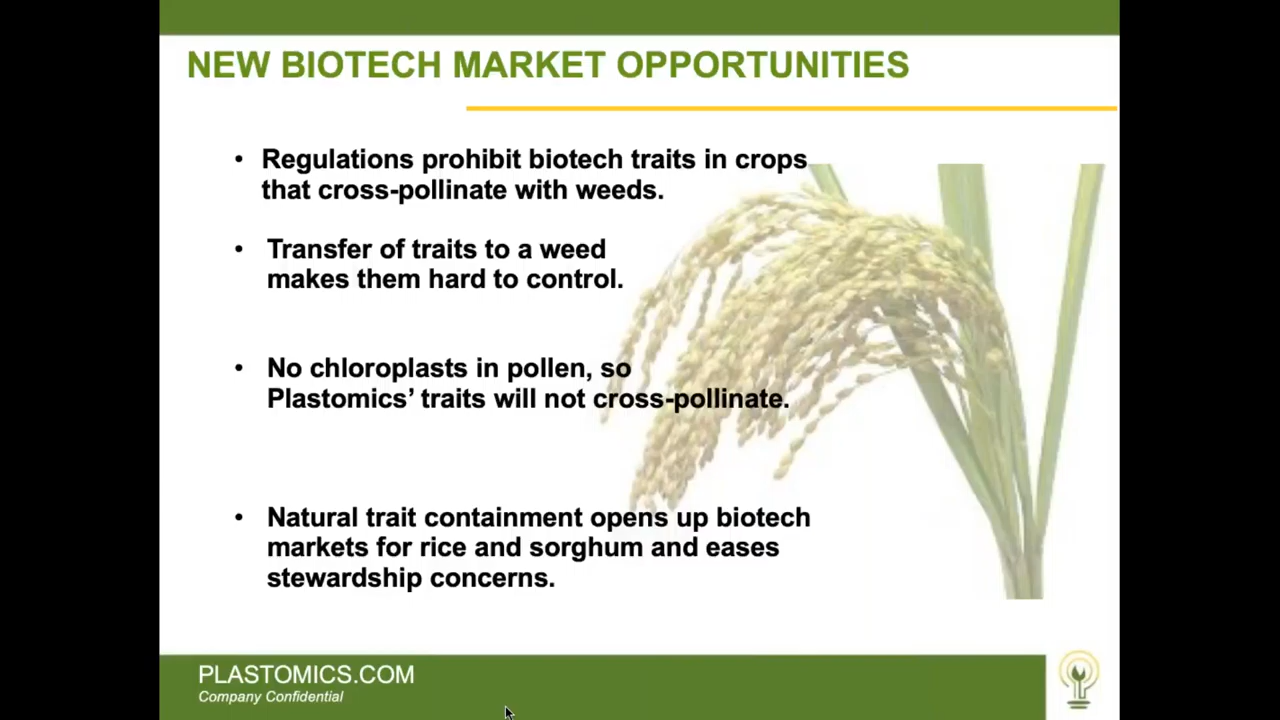 NEW BIOTECH MARKET OPPORTUNITIES
• Regulations prohibit biotech traits in crops
that cross-pollinate with weeds.
• Transfer of traits to a weed
makes them hard to control.
• No chloroplasts in pollen, so
Plastomics’ traits will not cross-pollinate.
• Natural trait containment opens up biotech
markets for rice and sorghum and eases
stewardship concerns.
PLASTOMICS.COM
Company Confidential